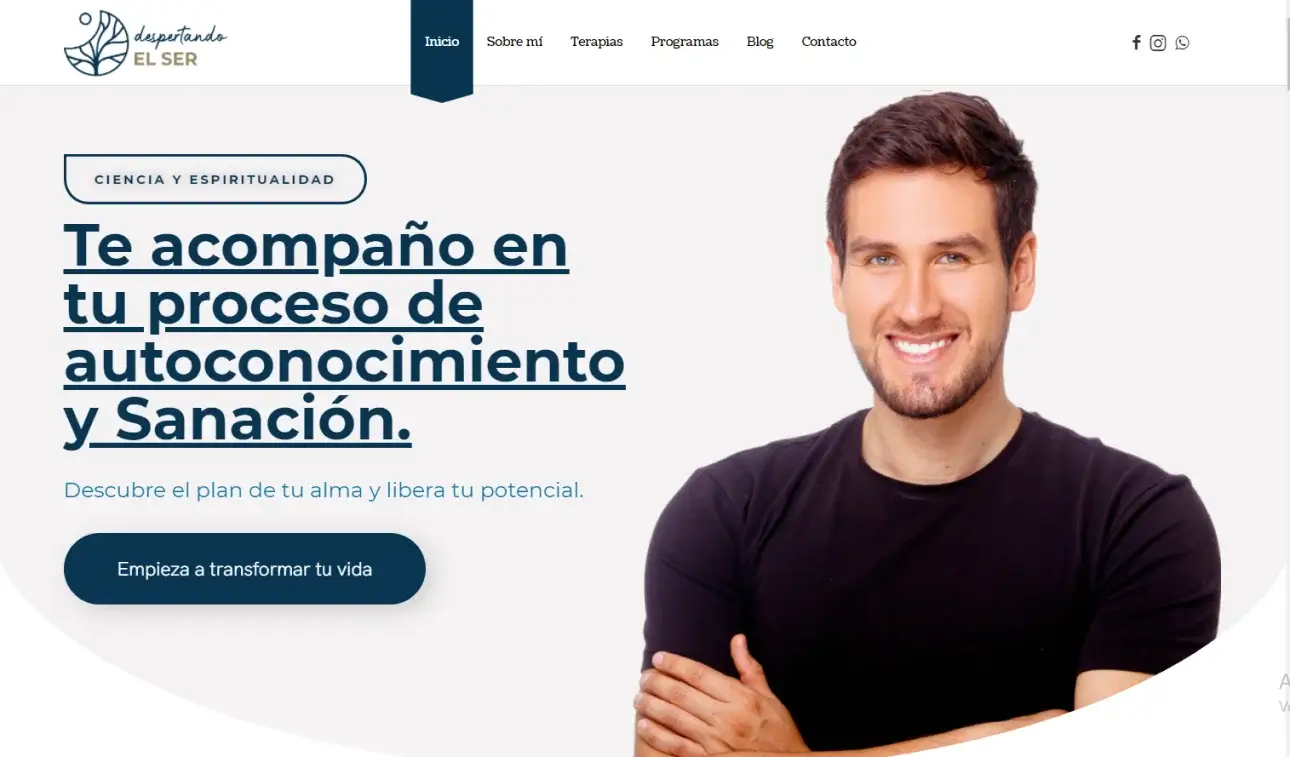 despertando
EL SER
Inicio
Sobre mí
Terapias
Programas
Blog
Contacto
CIENCIA Y ESPIRITUALIDAD
Te acompaño en
tu proceso de
autoconocimiento
y Sanación.
Descubre el plan de tu alma y libera tu potencial.
Empieza a transformar tu vida